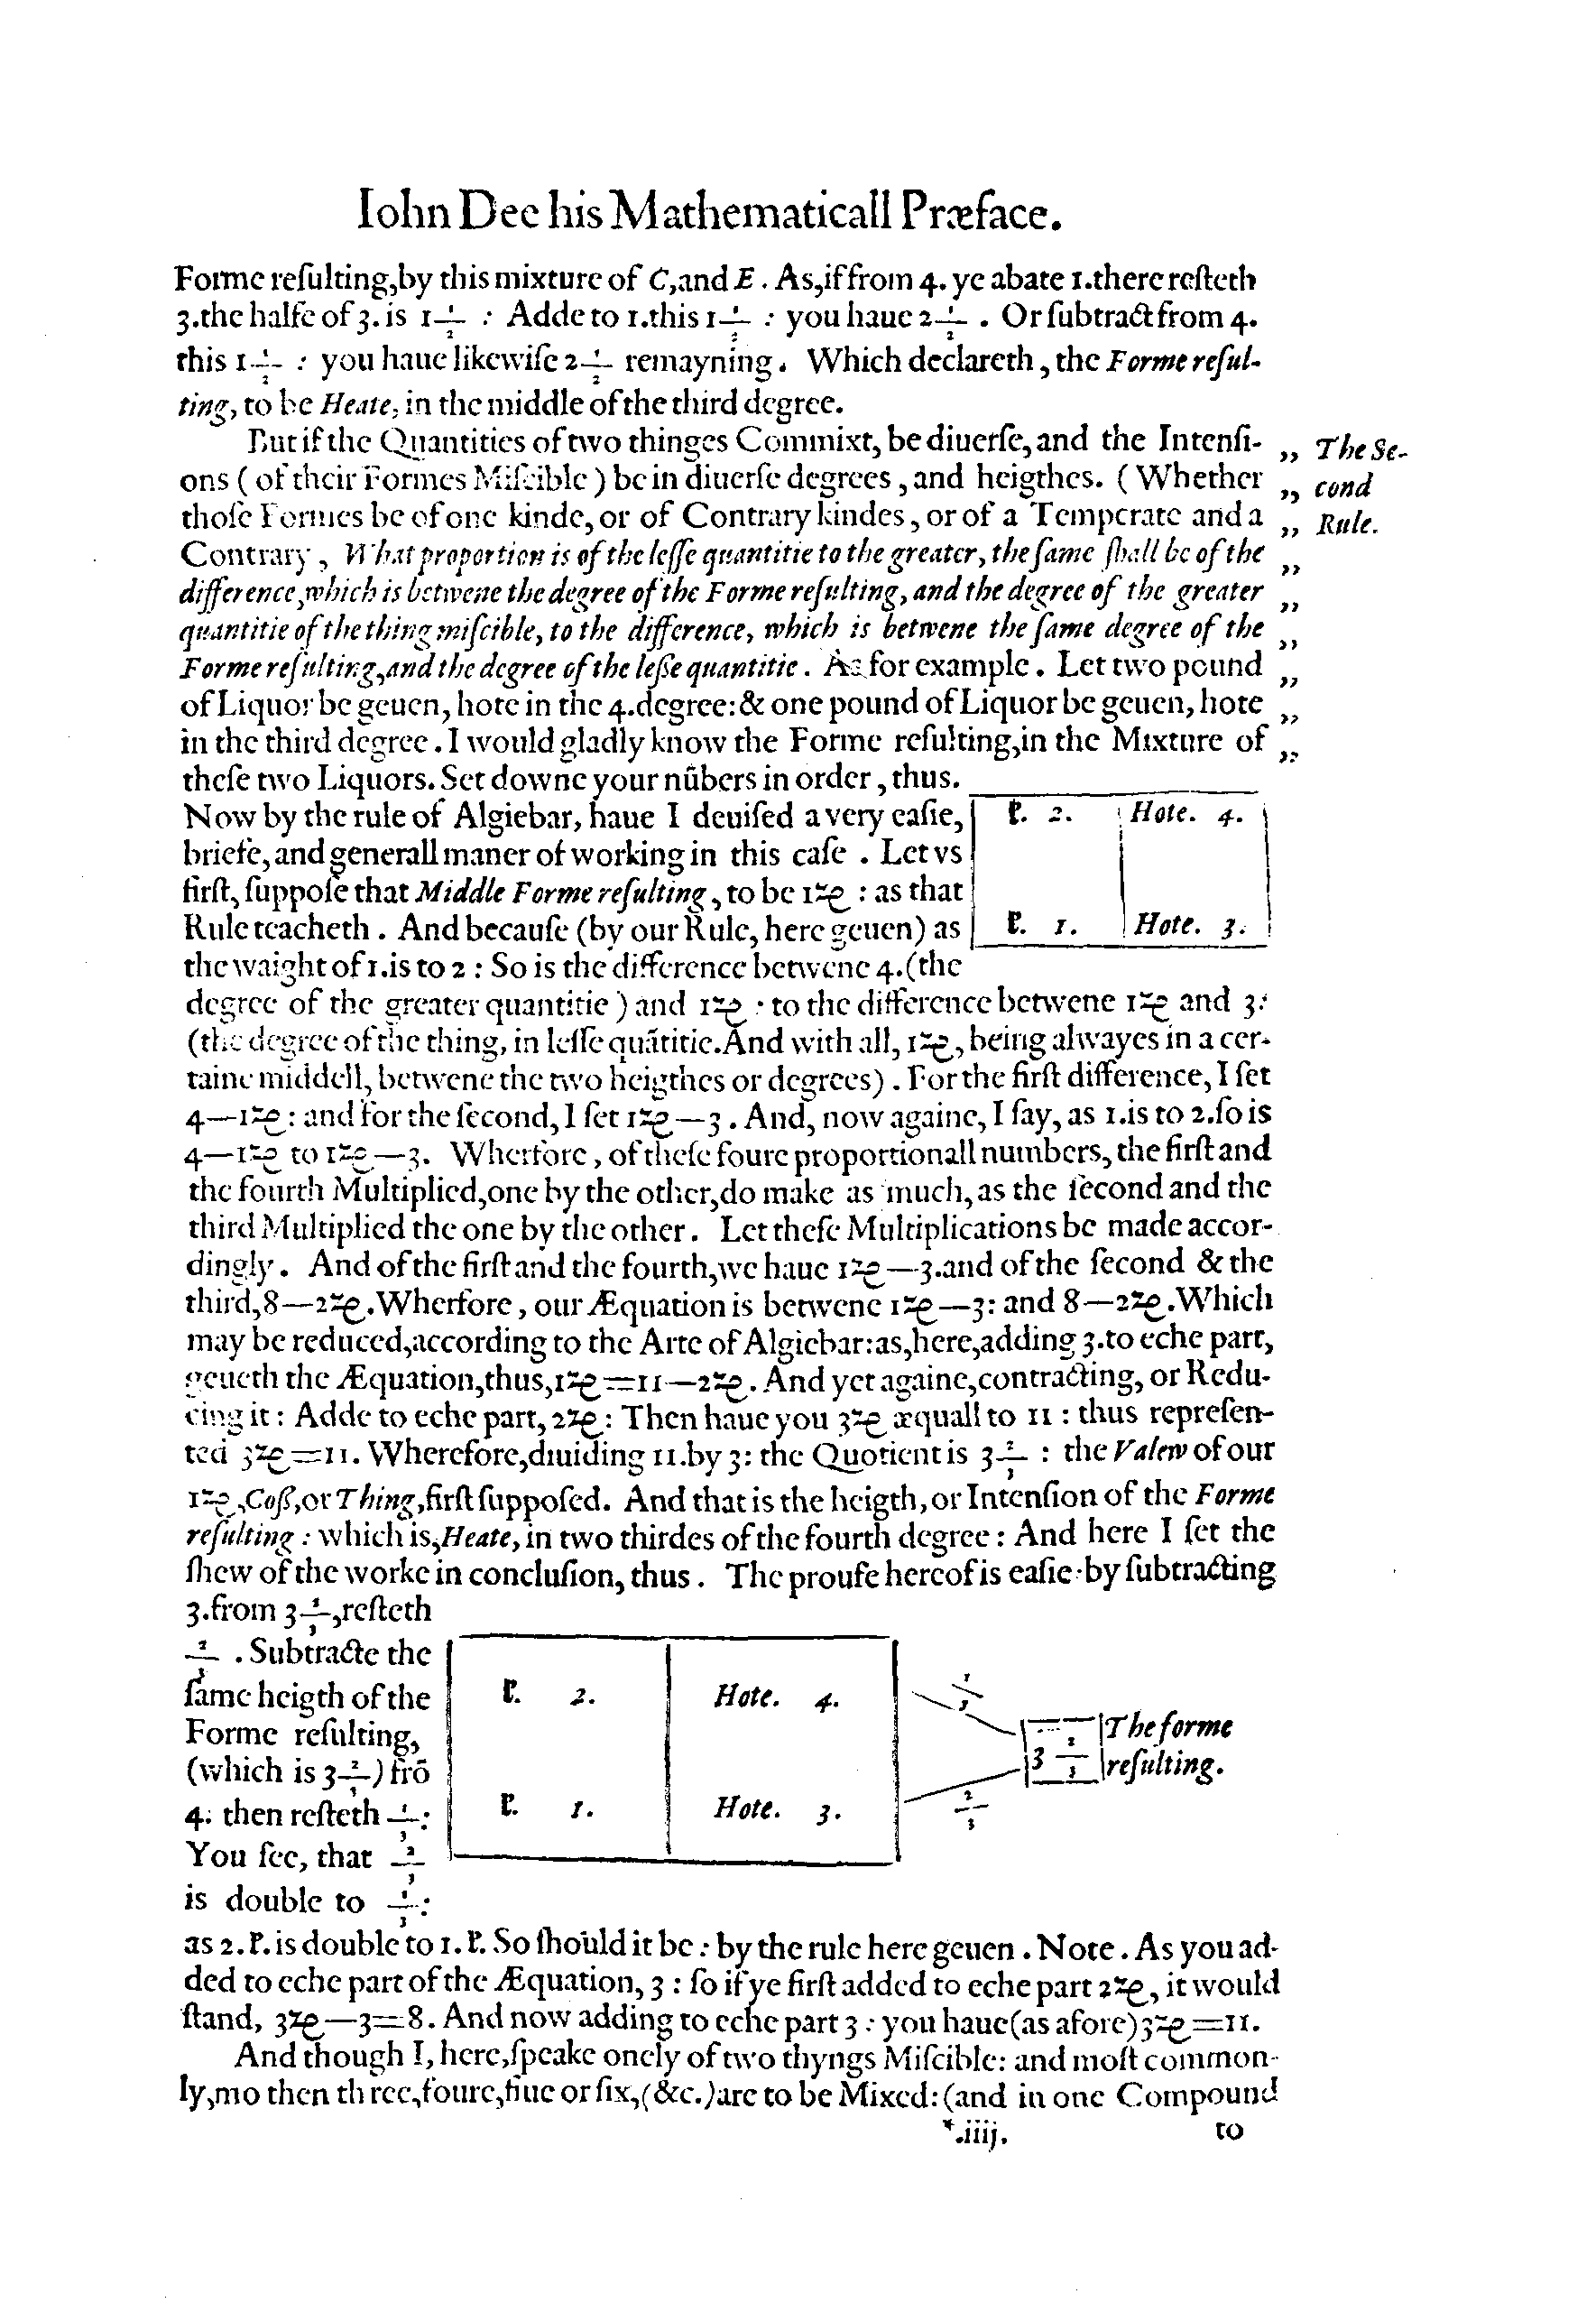 Iohn Dee his Mathematicall Præface.
Forme reſulting,by this mixture of C,and E. As,if from 4. ye abate 1.there reſteth
3.the halfe of 3. is 1 1/2 : Adde to 1.this 1 1/2 : you haue 2 1/2 . Or ſubtract from 4.
this 1 1/2 : you haue likewiſe 2 1/2 remayning. Which declareth, the Forme reſul-
ting, to be Heate, in the middle of the third degree.
But if the Quantities of two thinges Commixt, be diuerſe,and the Intenſi- „ The Se-
ons ( of their Formes Miſcible ) be in diuerſe degrees , and heigthes. ( Whether „ cond
thoſe Formes be of one kinde, or of Contrary kindes, or of a Temperate and a „ Rule.
Contrary , What proportion is of the leſſe quantitie to the greater, the ſame ſhall be of the „
difference,which is betwene the degree of the Forme reſulting, and the degree of the greater „
quantitie of the thing miſcible, to the difference, which is betwene the ſame degree of the „
Forme reſulting,and the degree of the leſſe quantitie . As for example . Let two pound „
of Liquor be geuen, hote in the 4.degree:& one pound of Liquor be geuen, hote „
in the third degree . I would gladly know the Forme reſulting,in the Mixture of „
theſe two Liquors. Set downe your nũbers in order , thus.
Now by the rule of Algiebar, haue I deuiſed a very eaſie,
briefe,and generall maner of working in this caſe . Let vs
firſt, ſuppoſe that Middle Forme reſulting , to be 1℞ : as that
Rule teacheth . And becauſe (by our Rule, here geuen) as
the waight of 1.is to 2 : So is the difference betwene 4.(the
℔. 2. Hote. 4.
℔. 1. Hote. 3.
degree of the greater quantitie ) and 1℞ : to the difference betwene 1℞ and 3:
(the degree of the thing, in leſſe quãtitie.And with all, 1℞, being alwayes in a cer-
taine middell, betwene the two heigthes or degrees) . For the firſt difference, I ſet
4—1℞: and for the ſecond, I ſet 1℞—3 . And, now againe, I ſay, as 1.is to 2.ſo is
4—1℞ to 1℞—3. Wherfore , of theſe foure proportionall numbers, the firſt and
the fourth Multiplied,one by the other,do make as much, as the ſecond and the
third Multiplied the one by the other . Let theſe Multiplications be made accor-
dingly . And of the firſt and the fourth,we haue 1℞—3.and of the ſecond & the
third,8—2℞.Wherfore , our Æquation is betwene 1℞—3: and 8—2℞.Which
may be reduced,according to the Arte of Algiebar:as,here,adding 3.to eche part,
geueth the Æquation,thus,1℞=11—2℞. And yet againe,contracting, or Redu-
cing it : Adde to eche part, 2℞: Then haue you 3℞ æquall to 11 : thus repreſen-
ted 3℞=11. Wherefore,diuiding 11.by 3: the Quotient is 3 2/3 : the Valew of our
1℞,Coß,or Thing,firſt ſuppoſed. And that is the heigth,or Intenſion of the Forme
reſulting : which is,Heate, in two thirdes of the fourth degree : And here I ſet the
ſhew of the worke in concluſion, thus . The proufe hereof is eaſie:by ſubtracting
3.from 3 2/3,reſteth
2/3 . Subtracte the
ſame heigth of the
Forme reſulting,
(which is 3 2/3) frõ
4: then reſteth 1/3:
You ſee, that 2/3
is double to 1/3:
℔. 2. Hote. 4. 1/3
3 2/3 The forme
reſulting.
℔. 1. Hote. 3. 2/3
as 2.℔. is double to 1.℔. So ſhould it be : by the rule here geuen . Note . As you ad-
ded to eche part of the Æquation, 3 : ſo if ye firſt added to eche part 2℞, it would
ſtand, 3℞—3=8. And now adding to eche part 3 : you haue(as afore)3℞=11.
And though I, here,ſpeake onely of two thyngs Miſcible: and moſt common-
ly,mo then three,foure,fiue or ſix,(&c.)are to be Mixed: (and in one Compound
*.iiij. to